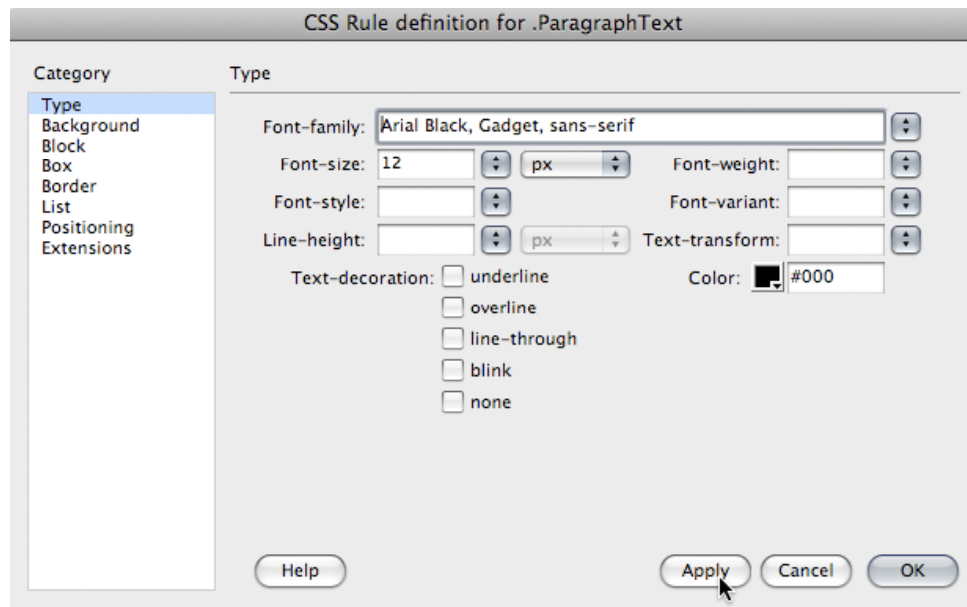 CSS Rule definition for .ParagraphText
Category
Type
Type
Background
Block
Box
Border
List
Positioning
Extensions
Font-family: Arial Black, Gadget, sans-serif
Font-size: 12 px Font-weight:
Font-style: Font-variant:
Line-height: px Text-transform:
Text-decoration: underline Color: #000
overline
line-through
blink
none
Help Apply Cancel OK